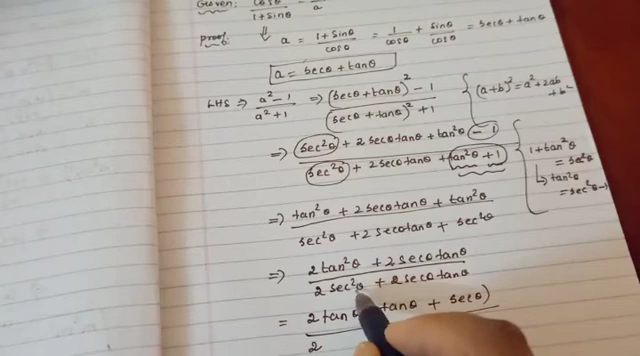 Given: cosθ / 1+sinθ = 1 / a
Proof: ⇓ a = 1+sinθ / cosθ = 1 / cosθ + sinθ / cosθ = secθ + tanθ
a = secθ + tanθ
LHS ⇒ a²-1 / a²+1 ⇒ (secθ + tanθ)² - 1 / (secθ + tanθ)² + 1 { (a+b)² = a²+2ab +b²
⇒ sec²θ + 2secθtanθ + tan²θ - 1 / sec²θ + 2secθtanθ + tan²θ + 1
1+tan²θ = sec²θ
↳ tan²θ = sec²θ-1
⇒ tan²θ + 2secθtanθ + tan²θ / sec²θ + 2secθtanθ + sec²θ
⇒ 2tan²θ + 2secθtanθ / 2sec²θ + 2secθtanθ
= 2tanθ tanθ + secθ) / 2